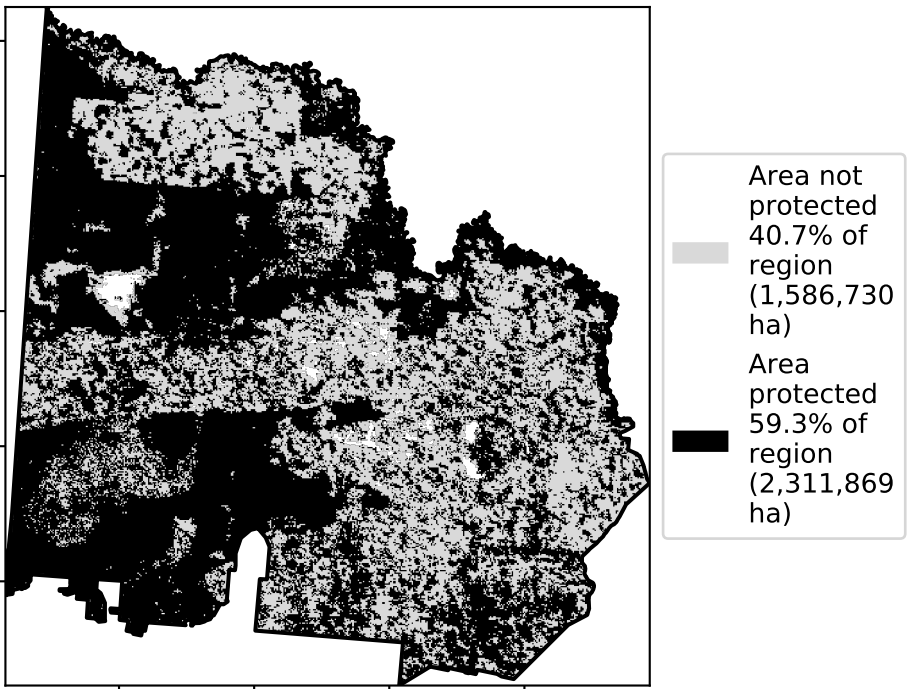 Area not
protected
40.7% of
region
(1,586,730
ha)
Area
protected
59.3% of
region
(2,311,869
ha)